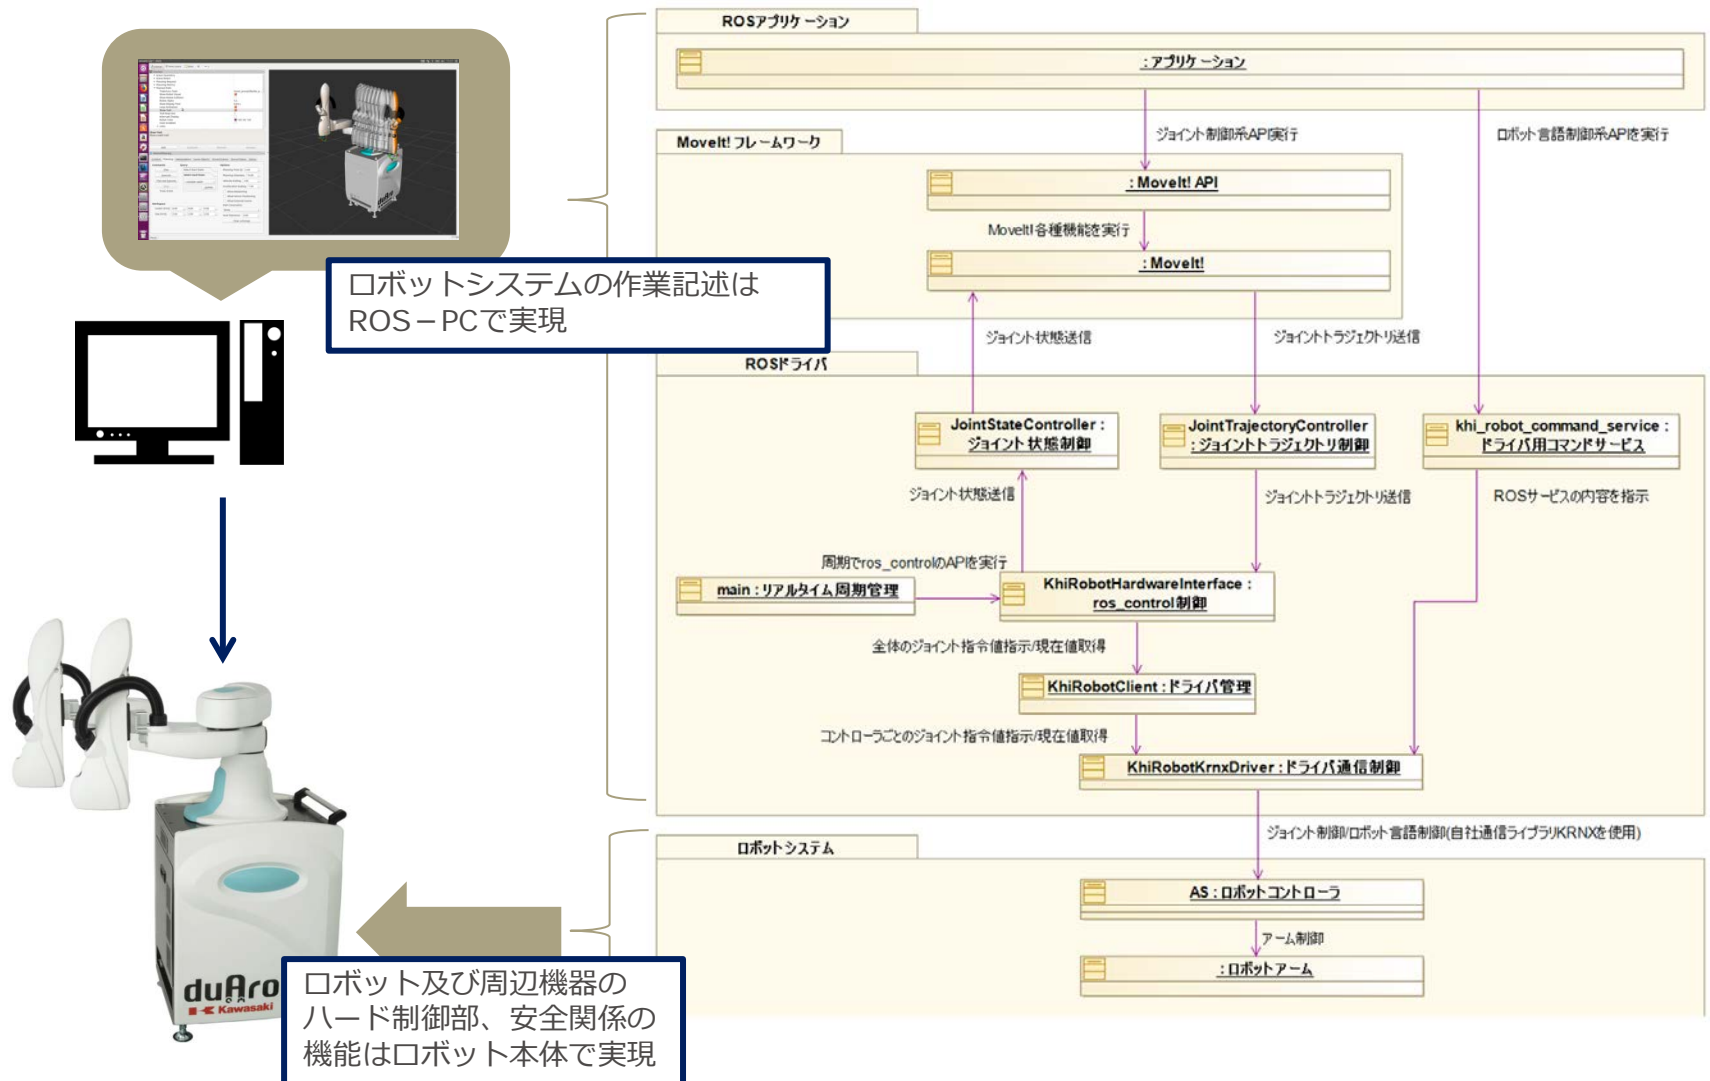 ロボットシステムの作業記述は
ROS－PCで実現
duAro
Kawasaki
ロボット及び周辺機器の
ハード制御部、安全関係の
機能はロボット本体で実現
ROSアプリケーション
: アプリケーション
ジョイント制御系API実行
ロボット言語制御系APIを実行
MoveIt! フレームワーク
: MoveIt! API
MoveIt!各種機能を実行
: MoveIt!
ジョイント状態送信
ジョイントトラジェクトリ送信
ROSドライバ
JointStateController :
ジョイント状態制御
JointTrajectoryController
: ジョイントトラジェクトリ制御
khi_robot_command_service :
ドライバ用コマンドサービス
ジョイント状態送信
ジョイントトラジェクトリ送信
ROSサービスの内容を指示
周期でros_controlのAPIを実行
main : リアルタイム周期管理
KhiRobotHardwareInterface :
ros_control制御
全体のジョイント指令値指示/現在値取得
KhiRobotClient : ドライバ管理
コントローラごとのジョイント指令値指示/現在値取得
KhiRobotKrnxDriver : ドライバ通信制御
ジョイント制御/ロボット言語制御(自社通信ライブラリKRNXを使用)
ロボットシステム
AS : ロボットコントローラ
アーム制御
: ロボットアーム